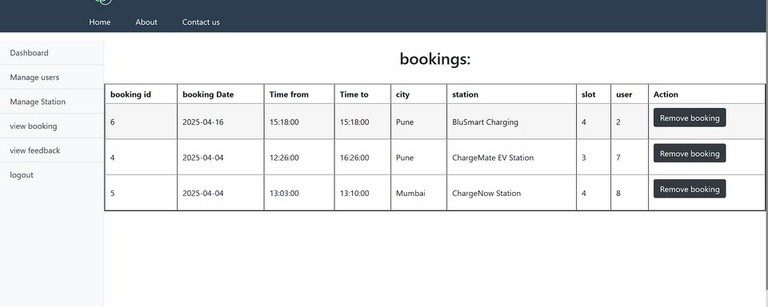 Home About Contact us
Dashboard
Manage users
Manage Station
view booking
view feedback
logout
bookings:
booking id booking Date Time from Time to city station slot user Action
6 2025-04-16 15:18:00 15:18:00 Pune BluSmart Charging 4 2 Remove booking
4 2025-04-04 12:26:00 16:26:00 Pune ChargeMate EV Station 3 7 Remove booking
5 2025-04-04 13:03:00 13:10:00 Mumbai ChargeNow Station 4 8 Remove booking